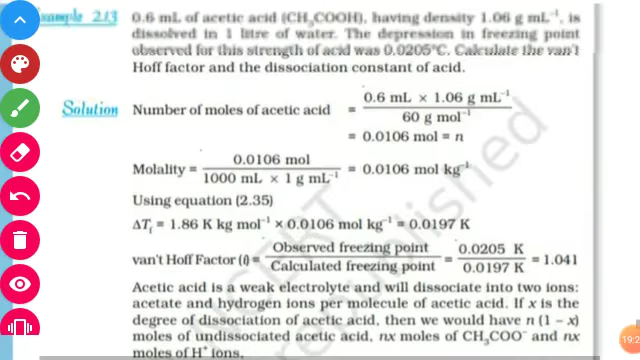 Example 2.13 0.6 mL of acetic acid (CH₃COOH), having density 1.06 g mL⁻¹, is
dissolved in 1 litre of water. The depression in freezing point
observed for this strength of acid was 0.0205°C. Calculate the van't
Hoff factor and the dissociation constant of acid.
Solution Number of moles of acetic acid = 0.6 mL × 1.06 g mL⁻¹ / 60 g mol⁻¹
= 0.0106 mol = n
Molality = 0.0106 mol / 1000 mL × 1 g mL⁻¹ = 0.0106 mol kg⁻¹
Using equation (2.35)
ΔTf = 1.86 K kg mol⁻¹ × 0.0106 mol kg⁻¹ = 0.0197 K
van't Hoff Factor (i) = Observed freezing point / Calculated freezing point = 0.0205 K / 0.0197 K = 1.041
Acetic acid is a weak electrolyte and will dissociate into two ions:
acetate and hydrogen ions per molecule of acetic acid. If x is the
degree of dissociation of acetic acid, then we would have n (1 – x)
moles of undissociated acetic acid, nx moles of CH₃COO⁻ and nx
moles of H⁺ ions,
NCERT
republished
19:2